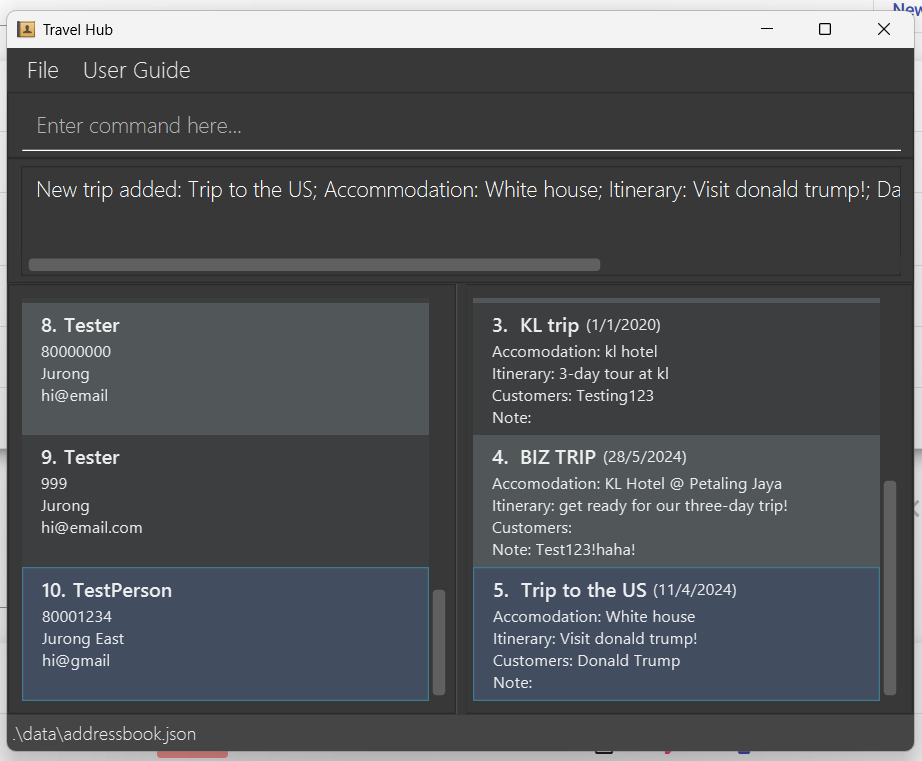 New
Travel Hub
File User Guide
Enter command here...
New trip added: Trip to the US; Accommodation: White house; Itinerary: Visit donald trump!; Da
8. Tester
80000000
Jurong
hi@email
9. Tester
999
Jurong
hi@email.com
10. TestPerson
80001234
Jurong East
hi@gmail
3. KL trip (1/1/2020)
Accomodation: kl hotel
Itinerary: 3-day tour at kl
Customers: Testing123
Note:
4. BIZ TRIP (28/5/2024)
Accomodation: KL Hotel @ Petaling Jaya
Itinerary: get ready for our three-day trip!
Customers:
Note: Test123!haha!
5. Trip to the US (11/4/2024)
Accomodation: White house
Itinerary: Visit donald trump!
Customers: Donald Trump
Note:
.\data\addressbook.json